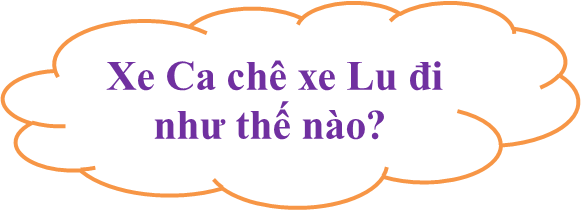 Xe Ca chê xe Lu đi
như thế nào?